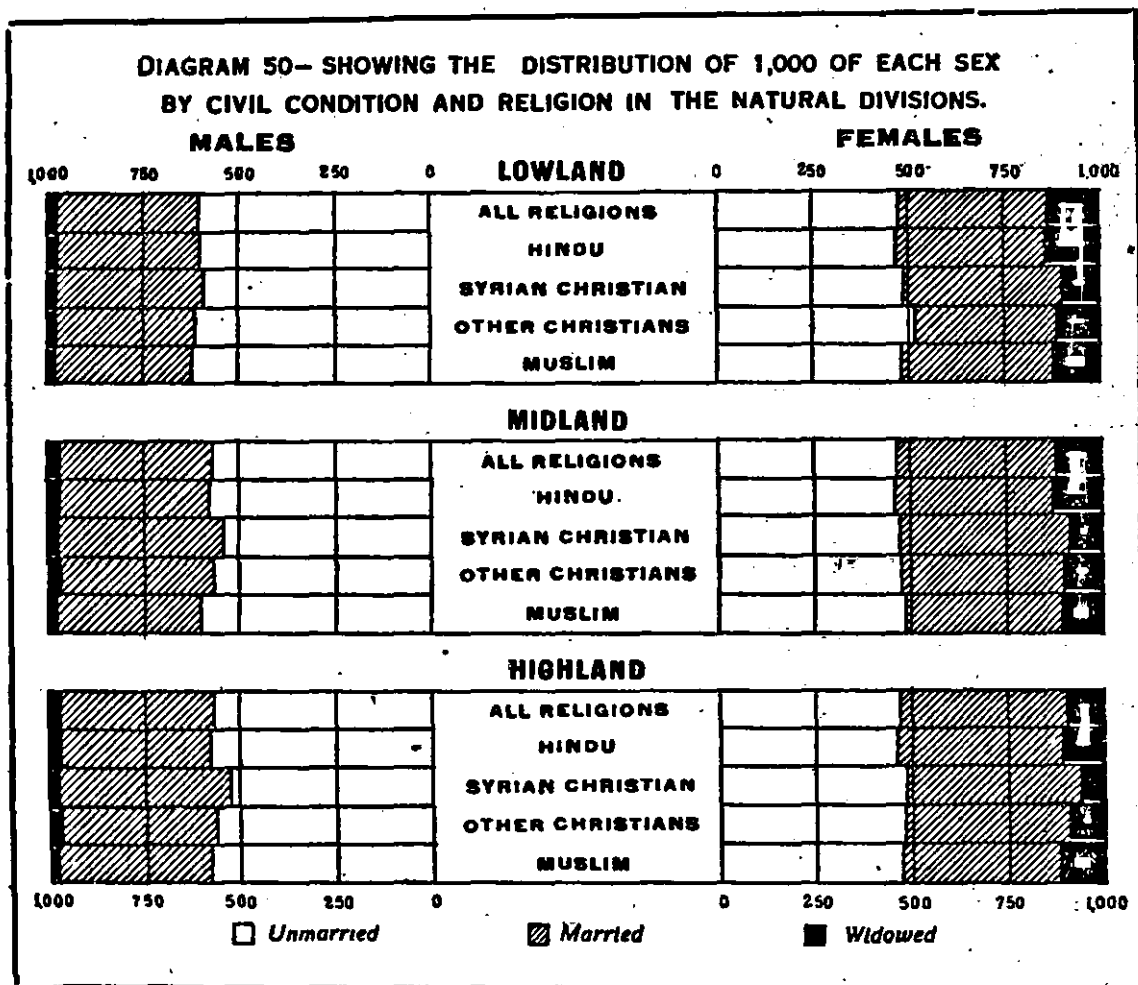 DIAGRAM 50– SHOWING THE DISTRIBUTION OF 1,000 OF EACH SEX
BY CIVIL CONDITION AND RELIGION IN THE NATURAL DIVISIONS.
MALES FEMALES
1,000 750 500 250 0 LOWLAND 0 250 500 750 1,000
ALL RELIGIONS
HINDU
SYRIAN CHRISTIAN
OTHER CHRISTIANS
MUSLIM
MIDLAND
ALL RELIGIONS
HINDU.
SYRIAN CHRISTIAN
OTHER CHRISTIANS
MUSLIM
HIGHLAND
ALL RELIGIONS
HINDU
SYRIAN CHRISTIAN
OTHER CHRISTIANS
MUSLIM
1,000 750 500 250 0 0 250 500 750 1,000
Unmarried Married Widowed